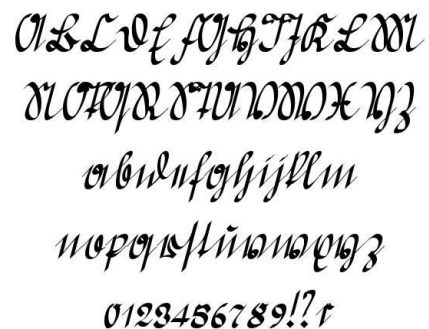 ABCDEFGHIJKLM
NOPQRSTUVWXYZ
abcdefghijklm
nopqrstuvwxyz
0123456789!?